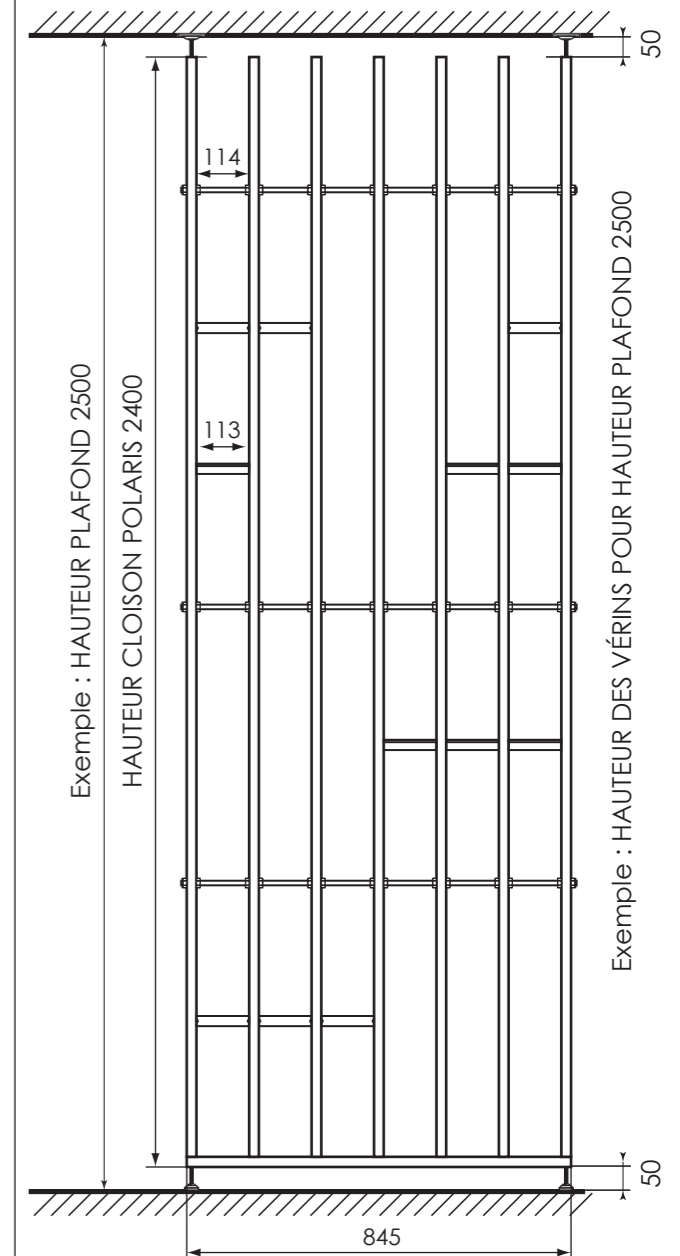 50
114
113
Exemple : HAUTEUR PLAFOND 2500
HAUTEUR CLOISON POLARIS 2400
Exemple : HAUTEUR DES VÉRINS POUR HAUTEUR PLAFOND 2500
50
845